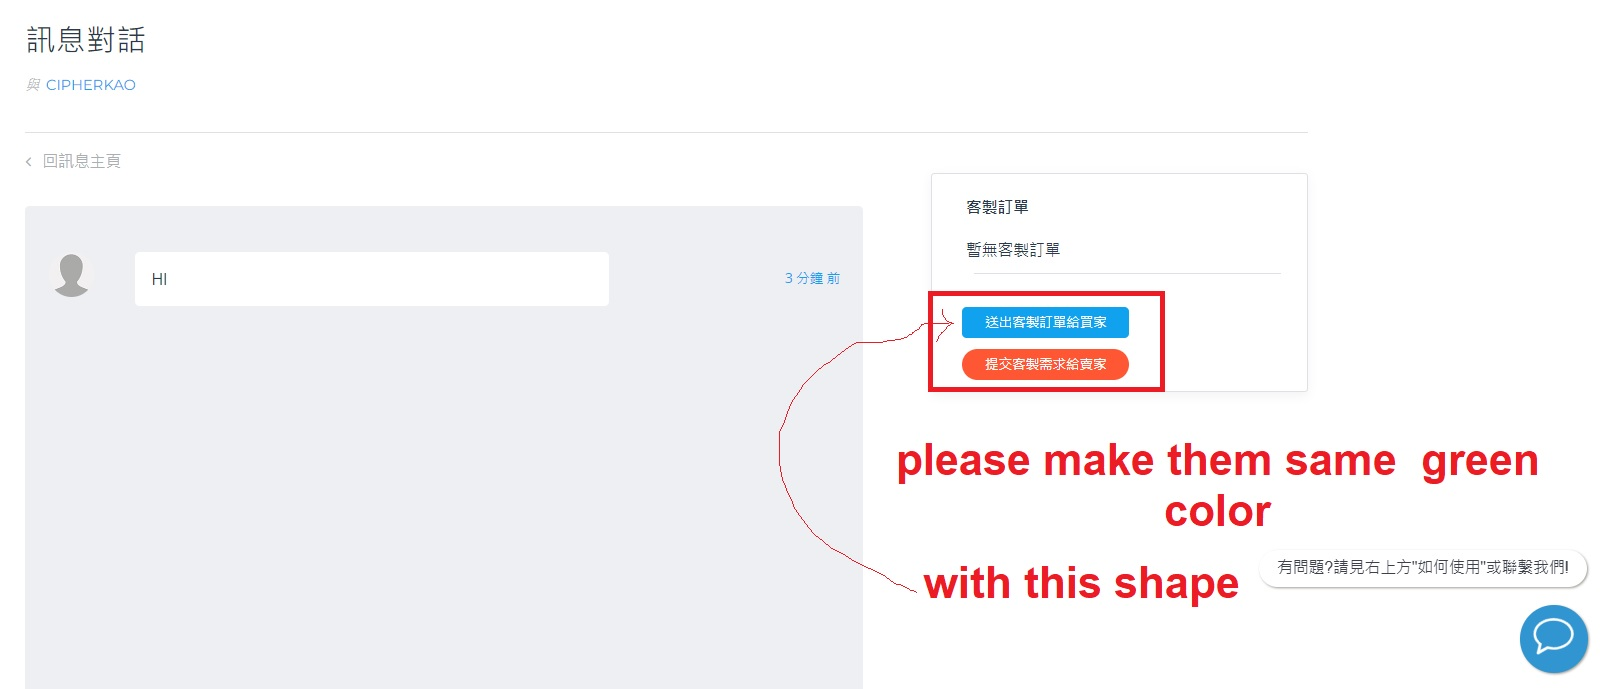 訊息對話
與 CIPHERKAO
回訊息主頁
客製訂單
暫無客製訂單
HI
3 分鐘 前
送出客製訂單給買家
提交客製需求給賣家
please make them same green
color
with this shape
有問題?請見右上方"如何使用"或聯繫我們!